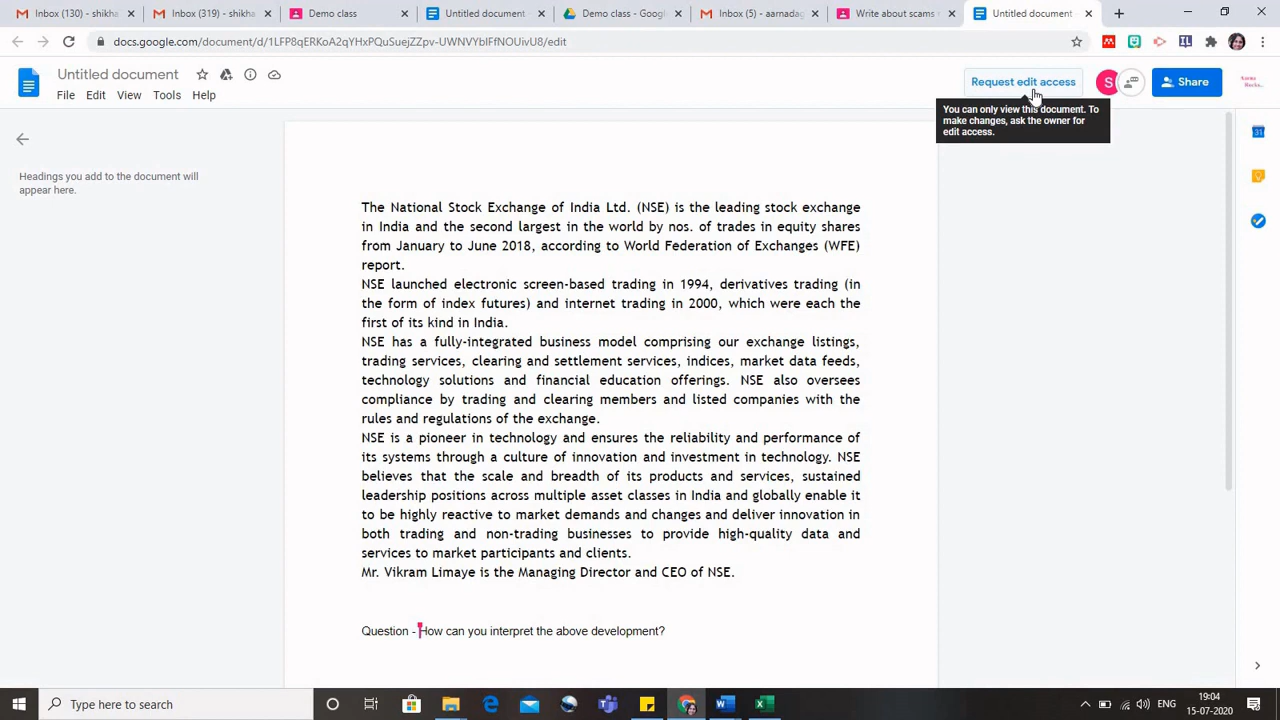 Inbox (130) - shikha
Inbox (319) - shikha
Demo class
Untitled document
Demo class - Google
Inbox (5) - aarnadag
Write about scams
Untitled document
docs.google.com/document/d/1LFP8qERKoA2qYHxPQuSuejZZpv-UWNVYbIFfNOUivU8/edit
Untitled document
File Edit View Tools Help
Request edit access
S
Share
You can only view this document. To
make changes, ask the owner for
edit access.
Headings you add to the document will
appear here.
The National Stock Exchange of India Ltd. (NSE) is the leading stock exchange
in India and the second largest in the world by nos. of trades in equity shares
from January to June 2018, according to World Federation of Exchanges (WFE)
report.
NSE launched electronic screen-based trading in 1994, derivatives trading (in
the form of index futures) and internet trading in 2000, which were each the
first of its kind in India.
NSE has a fully-integrated business model comprising our exchange listings,
trading services, clearing and settlement services, indices, market data feeds,
technology solutions and financial education offerings. NSE also oversees
compliance by trading and clearing members and listed companies with the
rules and regulations of the exchange.
NSE is a pioneer in technology and ensures the reliability and performance of
its systems through a culture of innovation and investment in technology. NSE
believes that the scale and breadth of its products and services, sustained
leadership positions across multiple asset classes in India and globally enable it
to be highly reactive to market demands and changes and deliver innovation in
both trading and non-trading businesses to provide high-quality data and
services to market participants and clients.
Mr. Vikram Limaye is the Managing Director and CEO of NSE.
Question - How can you interpret the above development?
31
Type here to search
ENG
19:04
15-07-2020